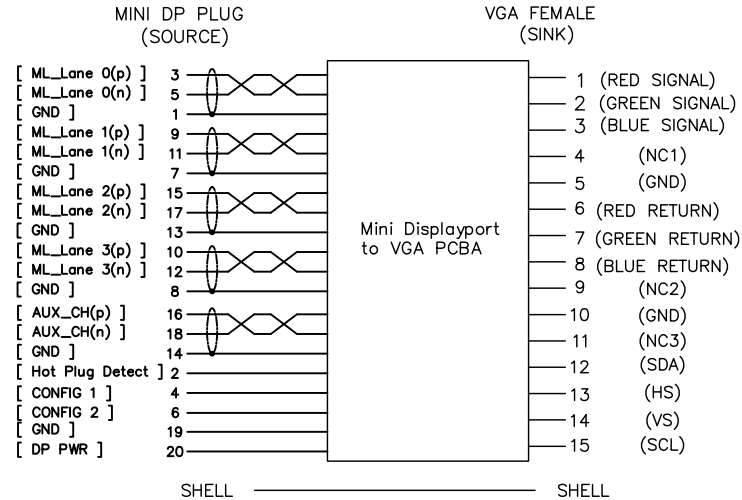 MINI DP PLUG
(SOURCE)
VGA FEMALE
(SINK)
[ ML_Lane 0(p) ] 3
[ ML_Lane 0(n) ] 5
[ GND ] 1
[ ML_Lane 1(p) ] 9
[ ML_Lane 1(n) ] 11
[ GND ] 7
[ ML_Lane 2(p) ] 15
[ ML_Lane 2(n) ] 17
[ GND ] 13
[ ML_Lane 3(p) ] 10
[ ML_Lane 3(n) ] 12
[ GND ] 8
[ AUX_CH(p) ] 16
[ AUX_CH(n) ] 18
[ GND ] 14
[ Hot Plug Detect ] 2
[ CONFIG 1 ] 4
[ CONFIG 2 ] 6
[ GND ] 19
[ DP PWR ] 20
Mini Displayport
to VGA PCBA
1 (RED SIGNAL)
2 (GREEN SIGNAL)
3 (BLUE SIGNAL)
4 (NC1)
5 (GND)
6 (RED RETURN)
7 (GREEN RETURN)
8 (BLUE RETURN)
9 (NC2)
10 (GND)
11 (NC3)
12 (SDA)
13 (HS)
14 (VS)
15 (SCL)
SHELL SHELL